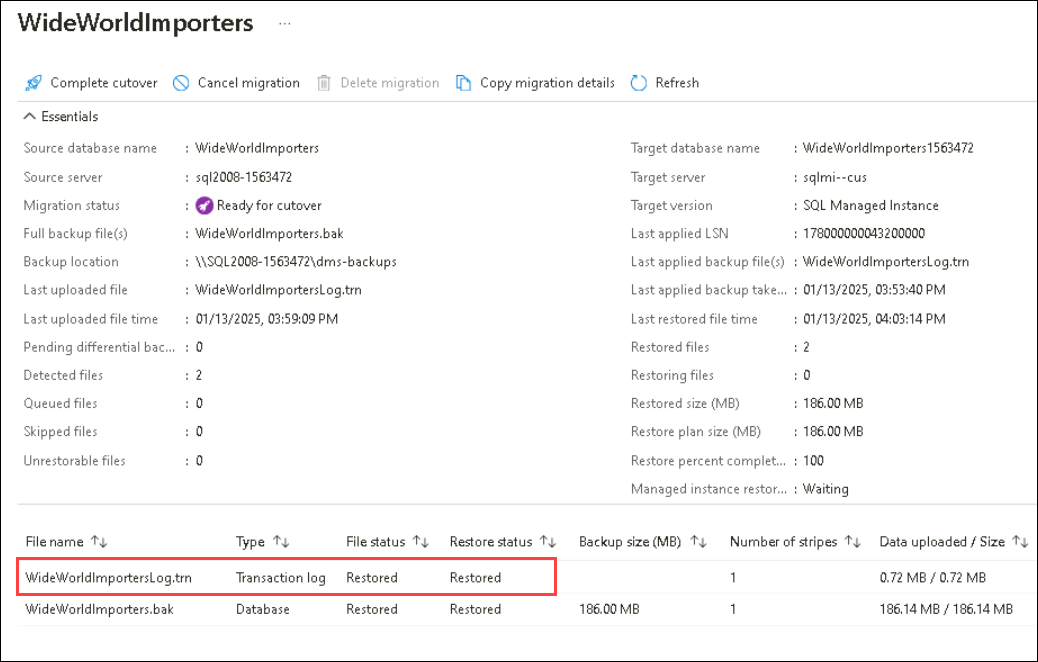 WideWorldImporters ...
Complete cutover Cancel migration Delete migration Copy migration details Refresh
Essentials
Source database name : WideWorldImporters Target database name : WideWorldImporters1563472
Source server : sql2008-1563472 Target server : sqlmi--cus
Migration status : Ready for cutover Target version : SQL Managed Instance
Full backup file(s) : WideWorldImporters.bak Last applied LSN : 178000000043200000
Backup location : \\SQL2008-1563472\dms-backups Last applied backup file(s) : WideWorldImportersLog.trn
Last uploaded file : WideWorldImportersLog.trn Last applied backup take... : 01/13/2025, 03:53:40 PM
Last uploaded file time : 01/13/2025, 03:59:09 PM Last restored file time : 01/13/2025, 04:03:14 PM
Pending differential bac... : 0 Restored files : 2
Detected files : 2 Restoring files : 0
Queued files : 0 Restored size (MB) : 186.00 MB
Skipped files : 0 Restore plan size (MB) : 186.00 MB
Unrestorable files : 0 Restore percent complet... : 100
Managed instance restor... : Waiting
File name ↑↓ Type ↑↓ File status ↑↓ Restore status ↑↓ Backup size (MB) ↑↓ Number of stripes ↑↓ Data uploaded / Size ↑↓
WideWorldImportersLog.trn Transaction log Restored Restored 1 0.72 MB / 0.72 MB
WideWorldImporters.bak Database Restored Restored 186.00 MB 1 186.14 MB / 186.14 MB